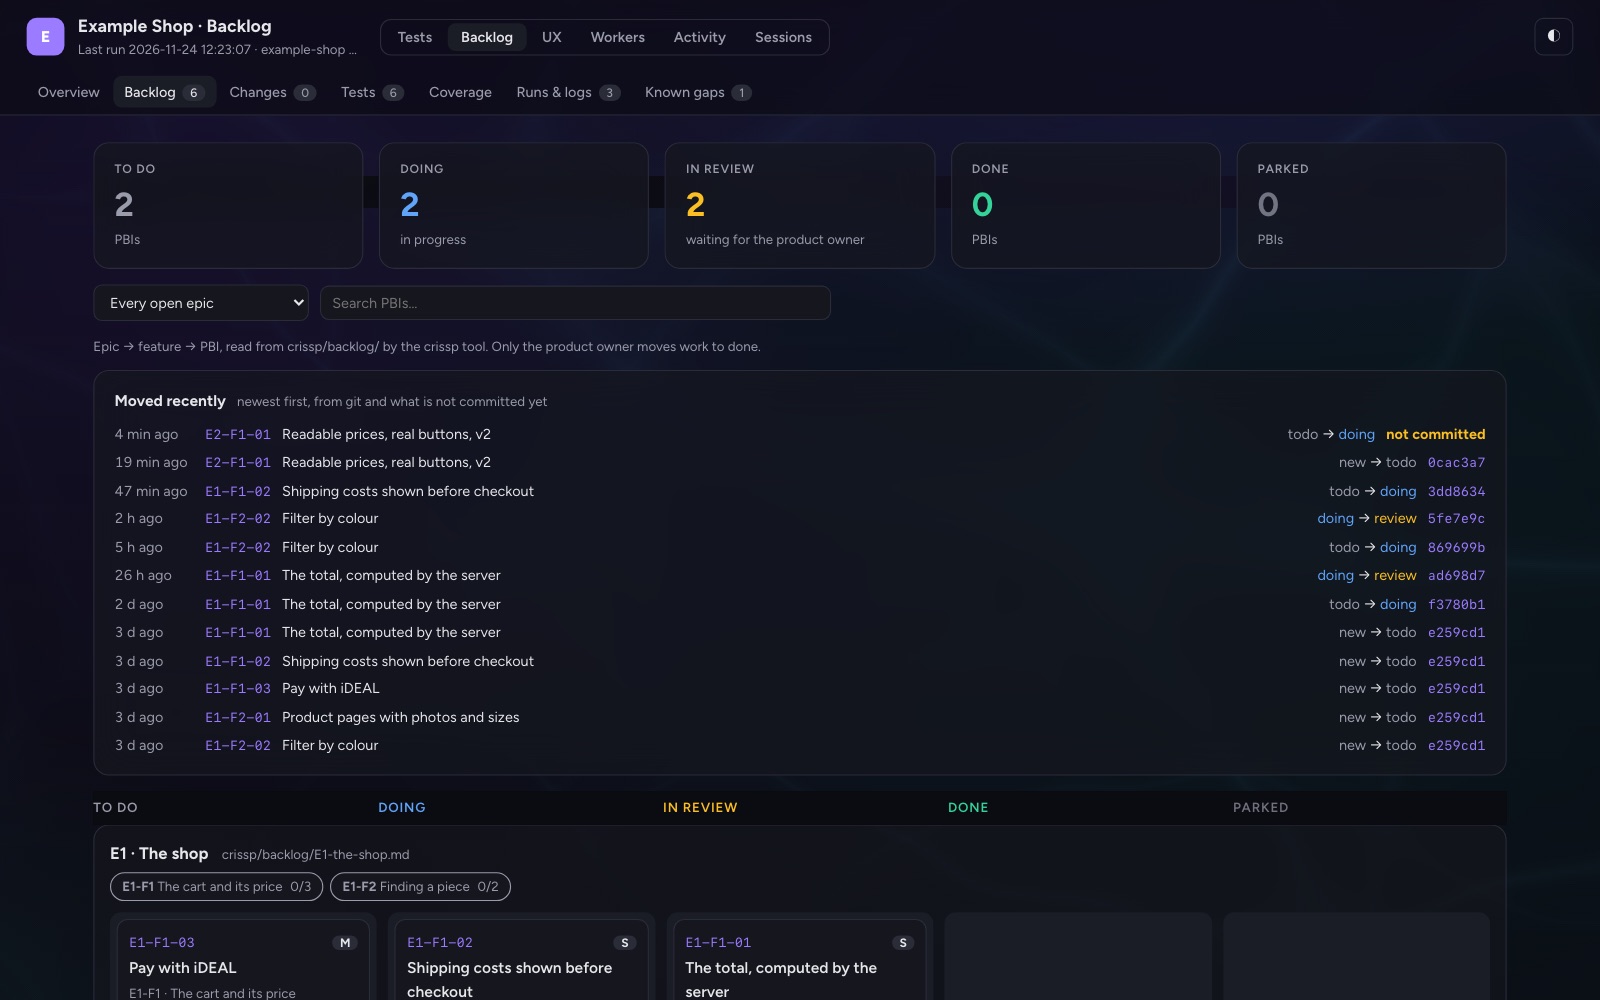 E
Example Shop · Backlog
Last run 2026-11-24 12:23:07 · example-shop ...
Tests Backlog UX Workers Activity Sessions
Overview Backlog 6 Changes 0 Tests 6 Coverage Runs & logs 3 Known gaps 1
TO DO
2
PBIs
DOING
2
in progress
IN REVIEW
2
waiting for the product owner
DONE
0
PBIs
PARKED
0
PBIs
Every open epic
Search PBIs...
Epic → feature → PBI, read from crissp/backlog/ by the crissp tool. Only the product owner moves work to done.
Moved recently newest first, from git and what is not committed yet
4 min ago E2-F1-01 Readable prices, real buttons, v2 todo → doing not committed
19 min ago E2-F1-01 Readable prices, real buttons, v2 new → todo 0cac3a7
47 min ago E1-F1-02 Shipping costs shown before checkout todo → doing 3dd8634
2 h ago E1-F2-02 Filter by colour doing → review 5fe7e9c
5 h ago E1-F2-02 Filter by colour todo → doing 869699b
26 h ago E1-F1-01 The total, computed by the server doing → review ad698d7
2 d ago E1-F1-01 The total, computed by the server todo → doing f3780b1
3 d ago E1-F1-01 The total, computed by the server new → todo e259cd1
3 d ago E1-F1-02 Shipping costs shown before checkout new → todo e259cd1
3 d ago E1-F1-03 Pay with iDEAL new → todo e259cd1
3 d ago E1-F2-01 Product pages with photos and sizes new → todo e259cd1
3 d ago E1-F2-02 Filter by colour new → todo e259cd1
TO DO DOING IN REVIEW DONE PARKED
E1 · The shop crissp/backlog/E1-the-shop.md
E1-F1 The cart and its price 0/3 E1-F2 Finding a piece 0/2
E1-F1-03 M
Pay with iDEAL
E1-F1 · The cart and its price
E1-F1-02 S
Shipping costs shown before
checkout
E1-F1-01 S
The total, computed by the
server